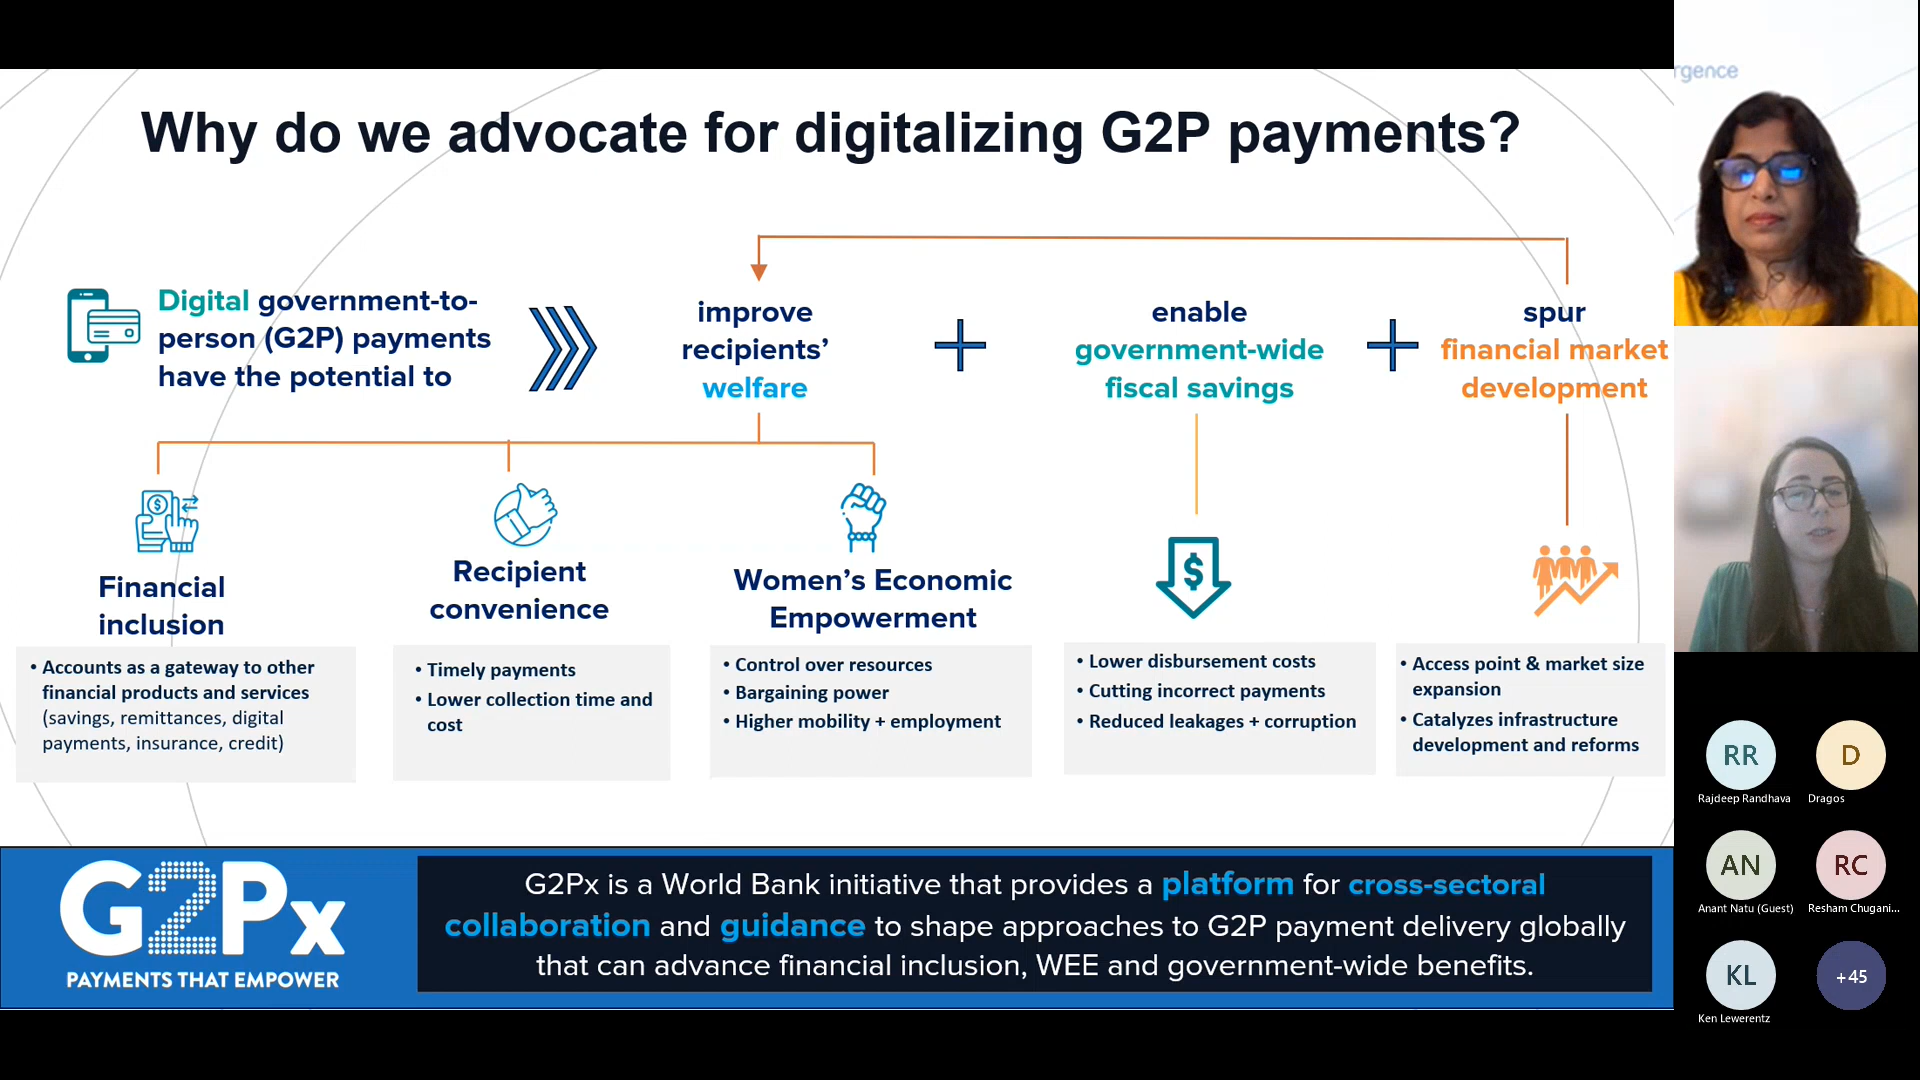 Why do we advocate for digitalizing G2P payments?
Digital government-to-
person (G2P) payments
have the potential to
improve
recipients’
welfare
enable
government-wide
fiscal savings
spur
financial market
development
Financial
inclusion
• Accounts as a gateway to other
financial products and services
(savings, remittances, digital
payments, insurance, credit)
Recipient
convenience
• Timely payments
• Lower collection time and
cost
Women’s Economic
Empowerment
• Control over resources
• Bargaining power
• Higher mobility + employment
$
• Lower disbursement costs
• Cutting incorrect payments
• Reduced leakages + corruption
• Access point & market size
expansion
• Catalyzes infrastructure
development and reforms
G2Px
PAYMENTS THAT EMPOWER
G2Px is a World Bank initiative that provides a platform for cross-sectoral
collaboration and guidance to shape approaches to G2P payment delivery globally
that can advance financial inclusion, WEE and government-wide benefits.
rgence
RR
Rajdeep Randhava
D
Dragos
AN
Anant Natu (Guest)
RC
Resham Chugani...
KL
Ken Lewerentz
+45